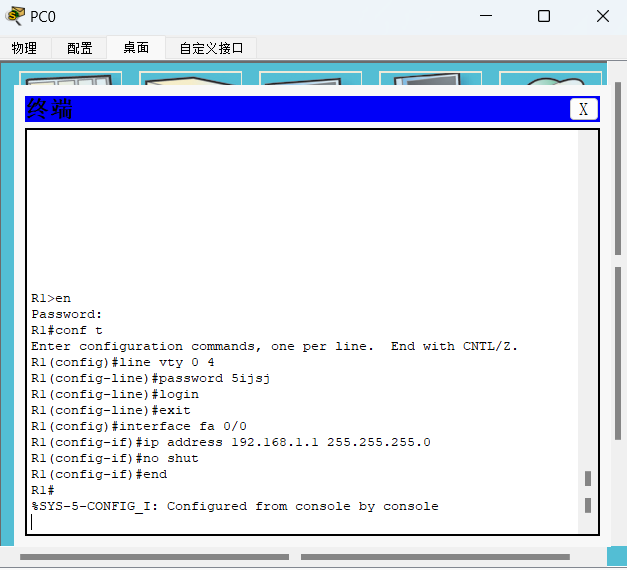 PC0
物理 配置 桌面 自定义接口
终端 X
R1>en
Password:
R1#conf t
Enter configuration commands, one per line.  End with CNTL/Z.
R1(config)#line vty 0 4
R1(config-line)#password 5ijsj
R1(config-line)#login
R1(config-line)#exit
R1(config)#interface fa 0/0
R1(config-if)#ip address 192.168.1.1 255.255.255.0
R1(config-if)#no shut
R1(config-if)#end
R1#
%SYS-5-CONFIG_I: Configured from console by console